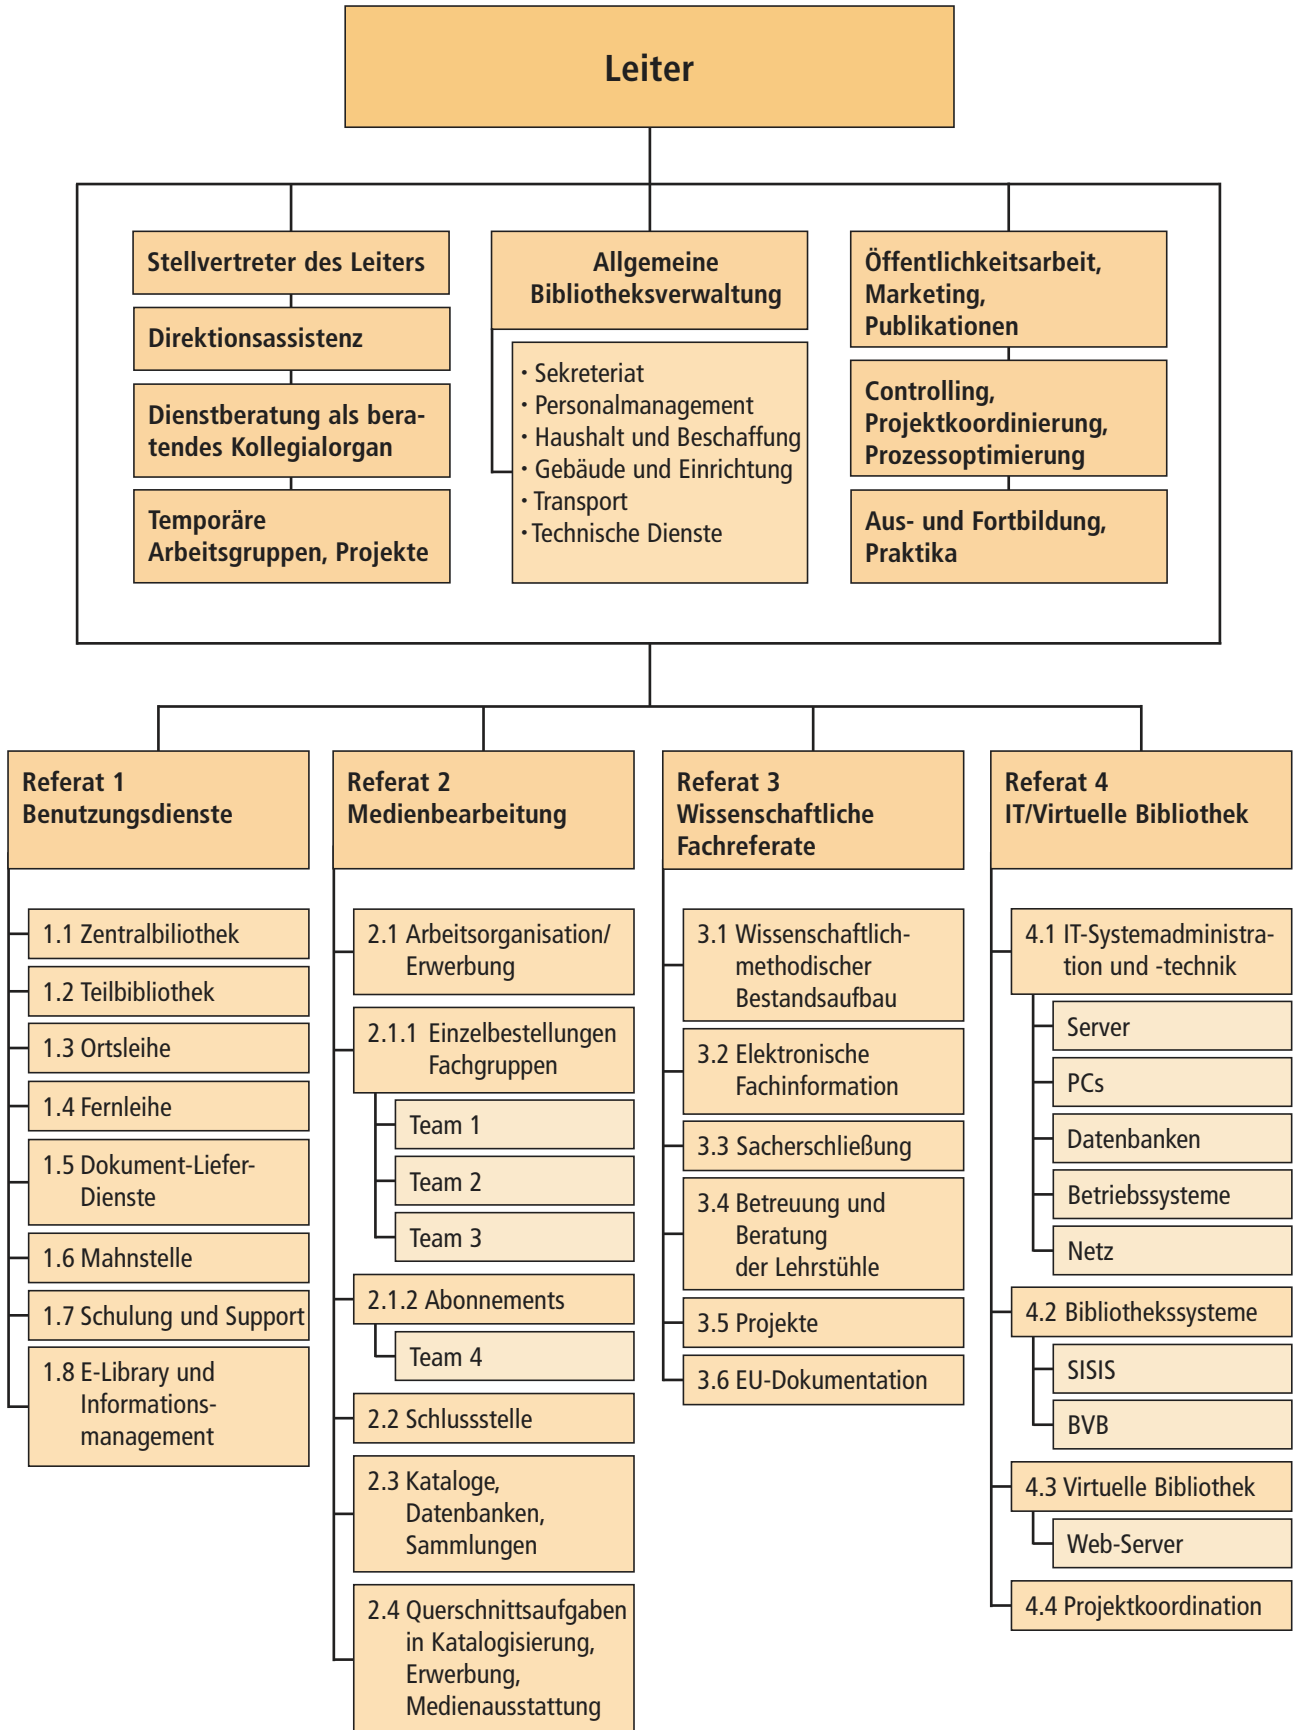 Leiter
Stellvertreter des Leiters
Direktionsassistenz
Dienstberatung als bera-
tendes Kollegialorgan
Temporäre
Arbeitsgruppen, Projekte
Allgemeine
Bibliotheksverwaltung
· Sekreteriat
· Personalmanagement
· Haushalt und Beschaffung
· Gebäude und Einrichtung
· Transport
· Technische Dienste
Öffentlichkeitsarbeit,
Marketing,
Publikationen
Controlling,
Projektkoordinierung,
Prozessoptimierung
Aus- und Fortbildung,
Praktika
Referat 1
Benutzungsdienste
1.1 Zentralbiliothek
1.2 Teilbibliothek
1.3 Ortsleihe
1.4 Fernleihe
1.5 Dokument-Liefer-
Dienste
1.6 Mahnstelle
1.7 Schulung und Support
1.8 E-Library und
Informations-
management
Referat 2
Medienbearbeitung
2.1 Arbeitsorganisation/
Erwerbung
2.1.1 Einzelbestellungen
Fachgruppen
Team 1
Team 2
Team 3
2.1.2 Abonnements
Team 4
2.2 Schlussstelle
2.3 Kataloge,
Datenbanken,
Sammlungen
2.4 Querschnittsaufgaben
in Katalogisierung,
Erwerbung,
Medienausstattung
Referat 3
Wissenschaftliche
Fachreferate
3.1 Wissenschaftlich-
methodischer
Bestandsaufbau
3.2 Elektronische
Fachinformation
3.3 Sacherschließung
3.4 Betreuung und
Beratung
der Lehrstühle
3.5 Projekte
3.6 EU-Dokumentation
Referat 4
IT/Virtuelle Bibliothek
4.1 IT-Systemadministra-
tion und -technik
Server
PCs
Datenbanken
Betriebssysteme
Netz
4.2 Bibliothekssysteme
SISIS
BVB
4.3 Virtuelle Bibliothek
Web-Server
4.4 Projektkoordination